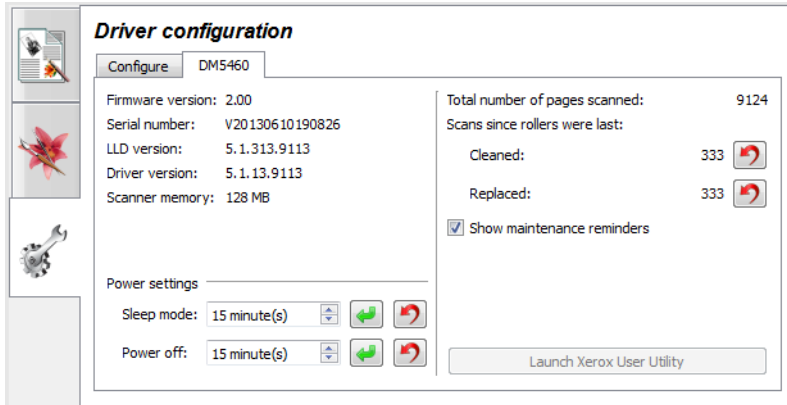 Driver configuration
Configure DM5460
Firmware version: 2.00
Serial number: V20130610190826
LLD version: 5.1.313.9113
Driver version: 5.1.13.9113
Scanner memory: 128 MB
Power settings
Sleep mode: 15 minute(s)
Power off: 15 minute(s)
Total number of pages scanned: 9124
Scans since rollers were last:
Cleaned: 333
Replaced: 333
Show maintenance reminders
Launch Xerox User Utility